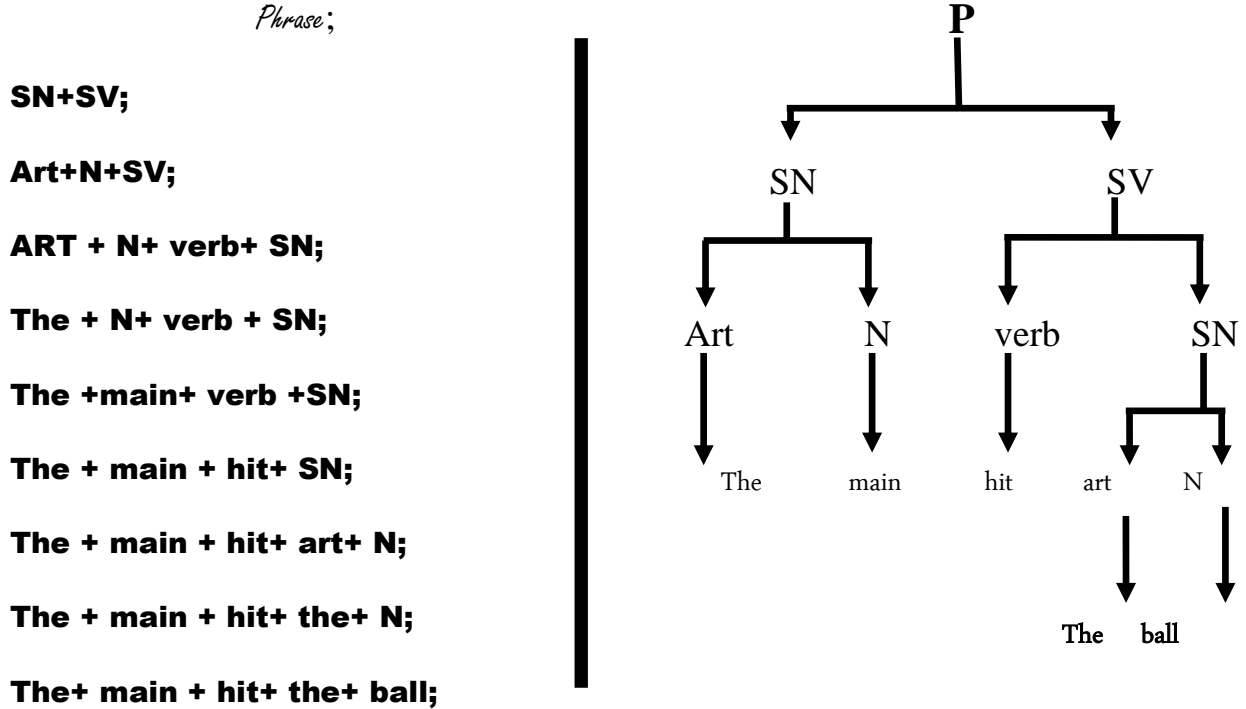 Phrase;
SN+SV;
Art+N+SV;
ART + N+ verb+ SN;
The + N+ verb + SN;
The +main+ verb +SN;
The + main + hit+ SN;
The + main + hit+ art+ N;
The + main + hit+ the+ N;
The+ main + hit+ the+ ball;
P
SN SV
Art N verb SN
The main hit art N
The ball